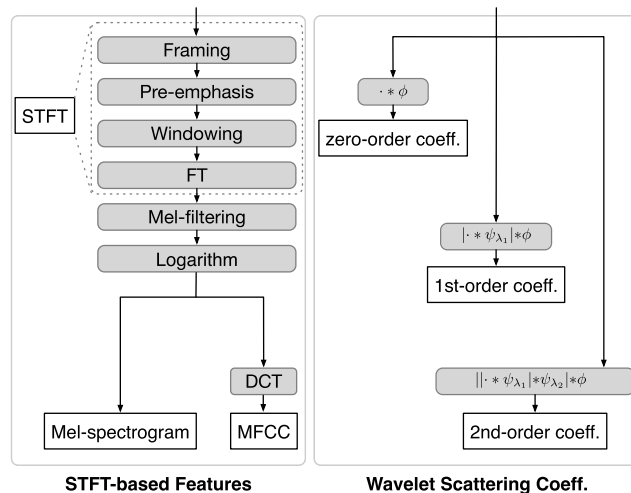 Framing
Pre-emphasis
STFT
Windowing
FT
Mel-filtering
Logarithm
DCT
Mel-spectrogram
MFCC
STFT-based Features
· ∗ ϕ
zero-order coeff.
|· ∗ ψλ₁|∗ϕ
1st-order coeff.
||· ∗ ψλ₁|∗ψλ₂|∗ϕ
2nd-order coeff.
Wavelet Scattering Coeff.